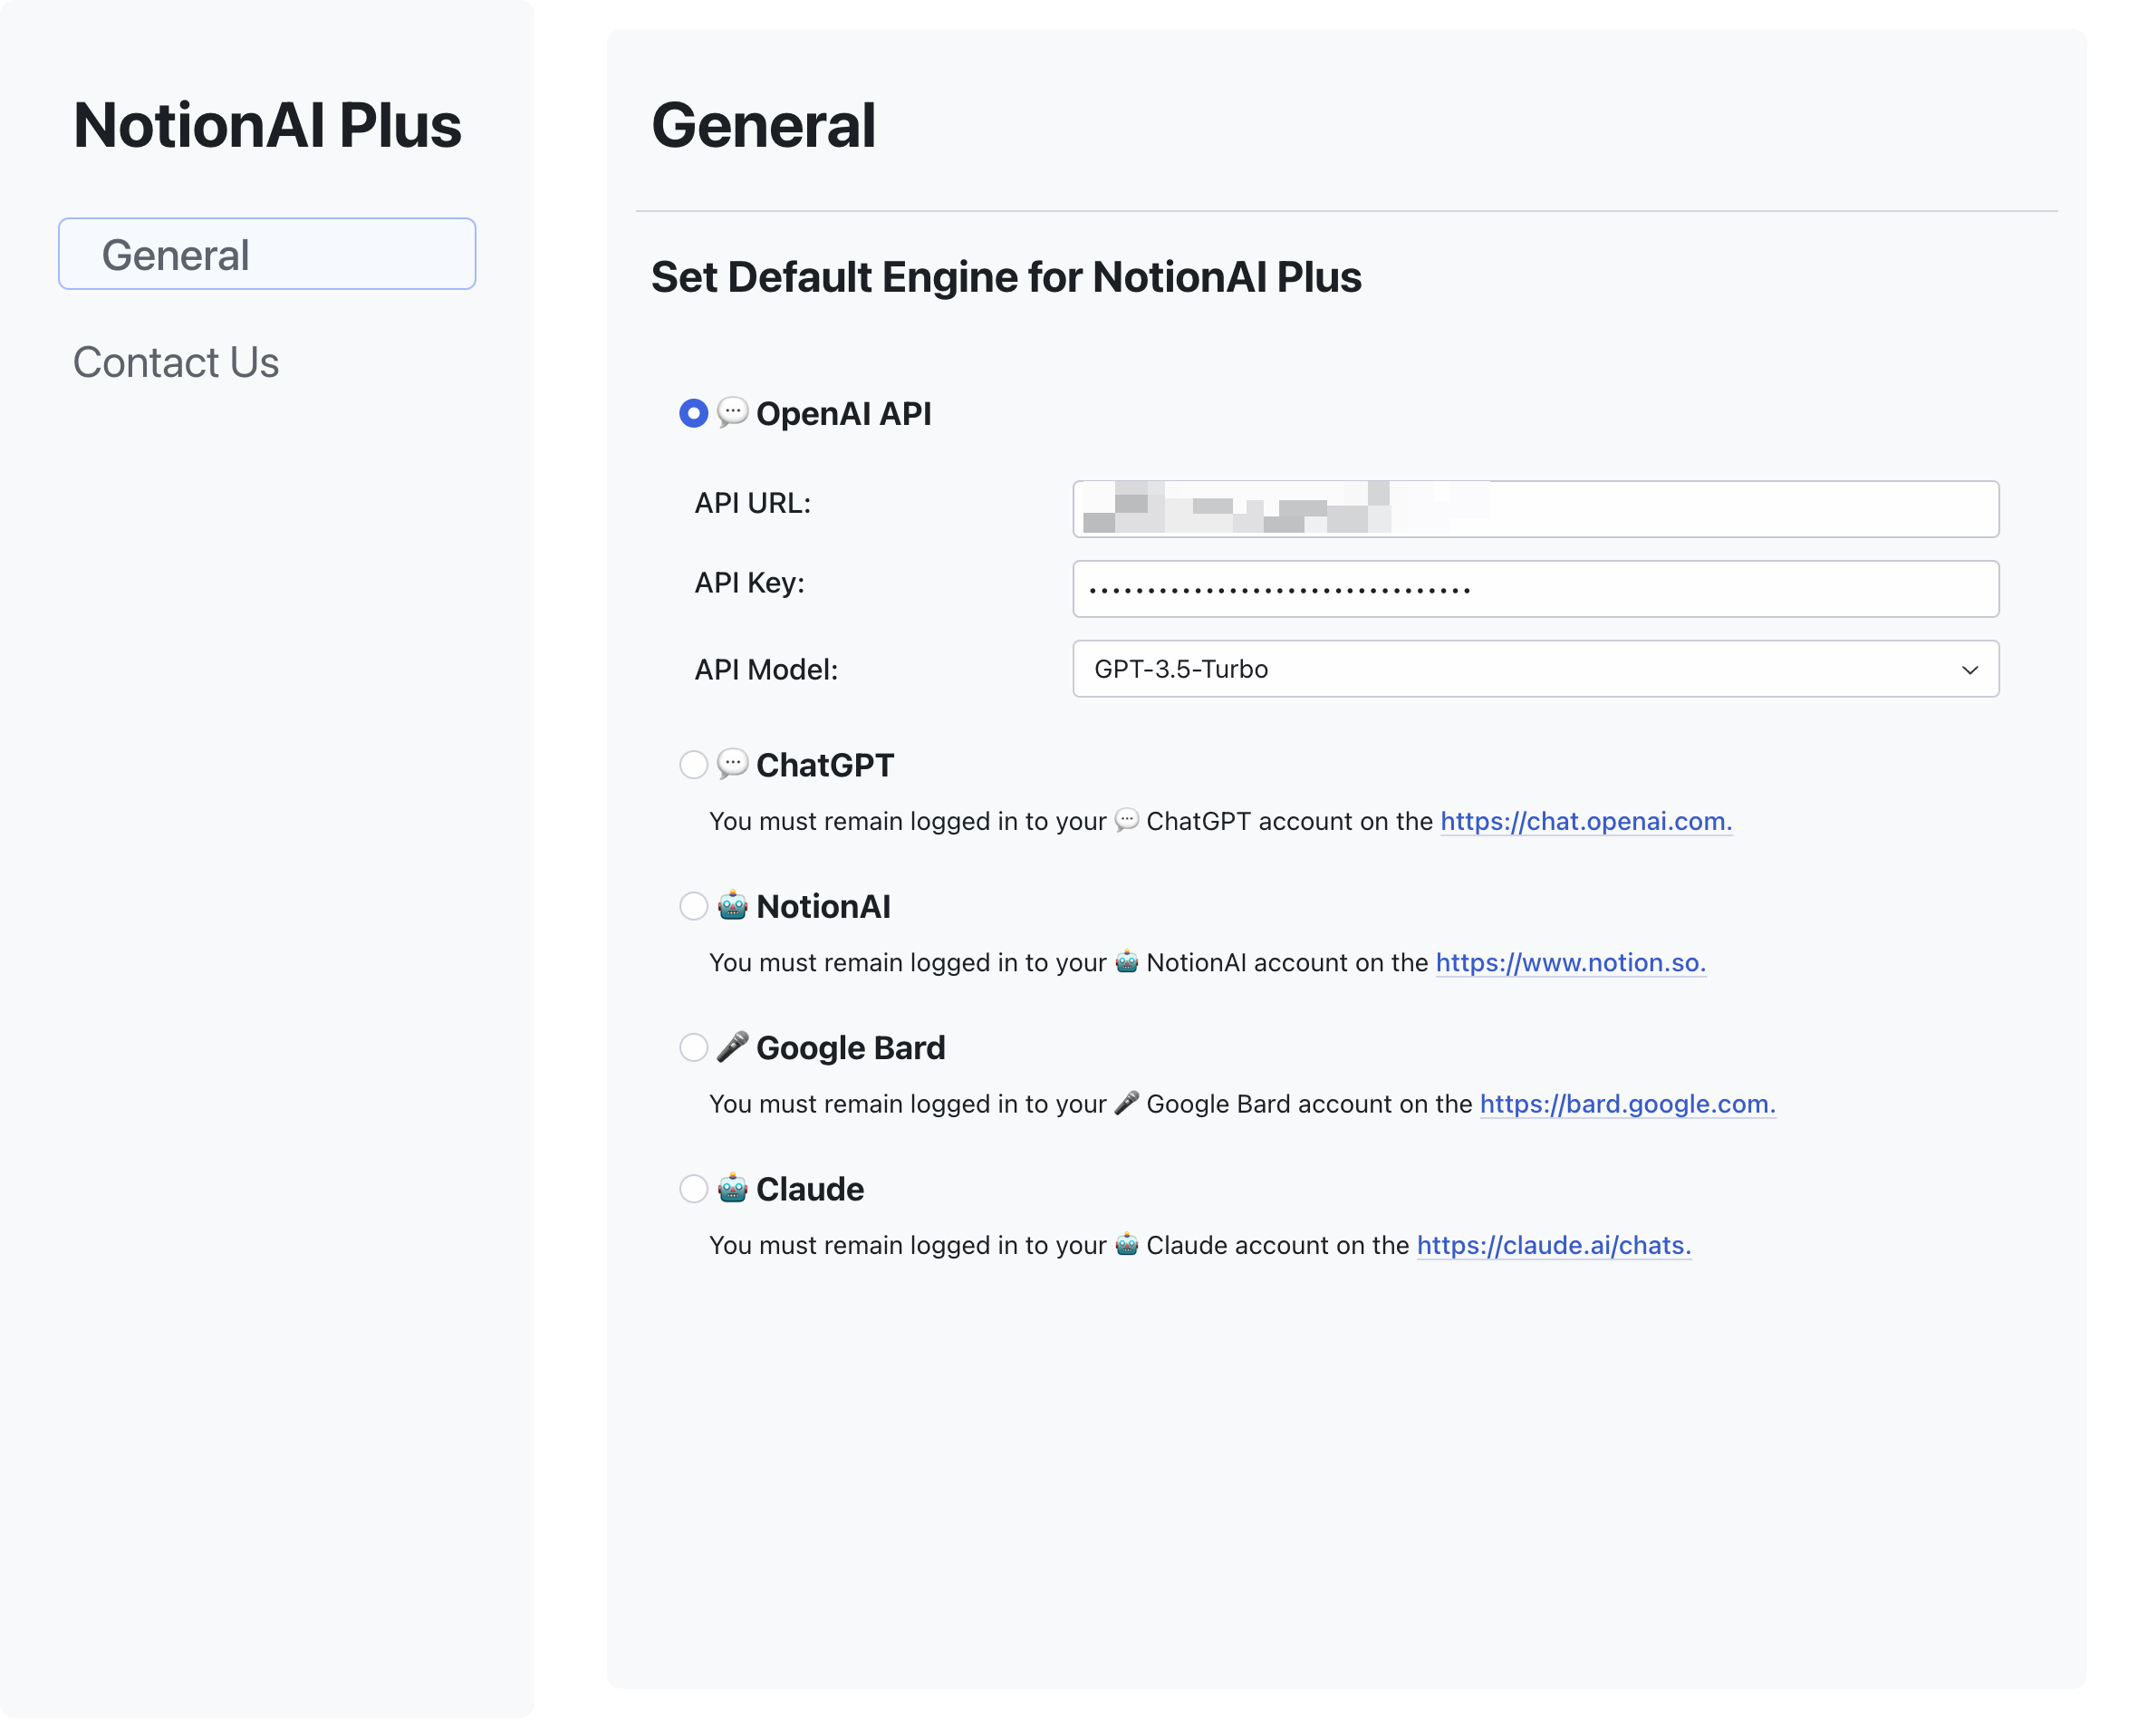 NotionAI Plus
General
Contact Us
General
Set Default Engine for NotionAI Plus
💬 OpenAI API
API URL:
API Key: •••••••••••••••••••••••••••••••••
API Model: GPT-3.5-Turbo
💬 ChatGPT
You must remain logged in to your 💬 ChatGPT account on the https://chat.openai.com.
🤖 NotionAI
You must remain logged in to your 🤖 NotionAI account on the https://www.notion.so.
🎤 Google Bard
You must remain logged in to your 🎤 Google Bard account on the https://bard.google.com.
🤖 Claude
You must remain logged in to your 🤖 Claude account on the https://claude.ai/chats.